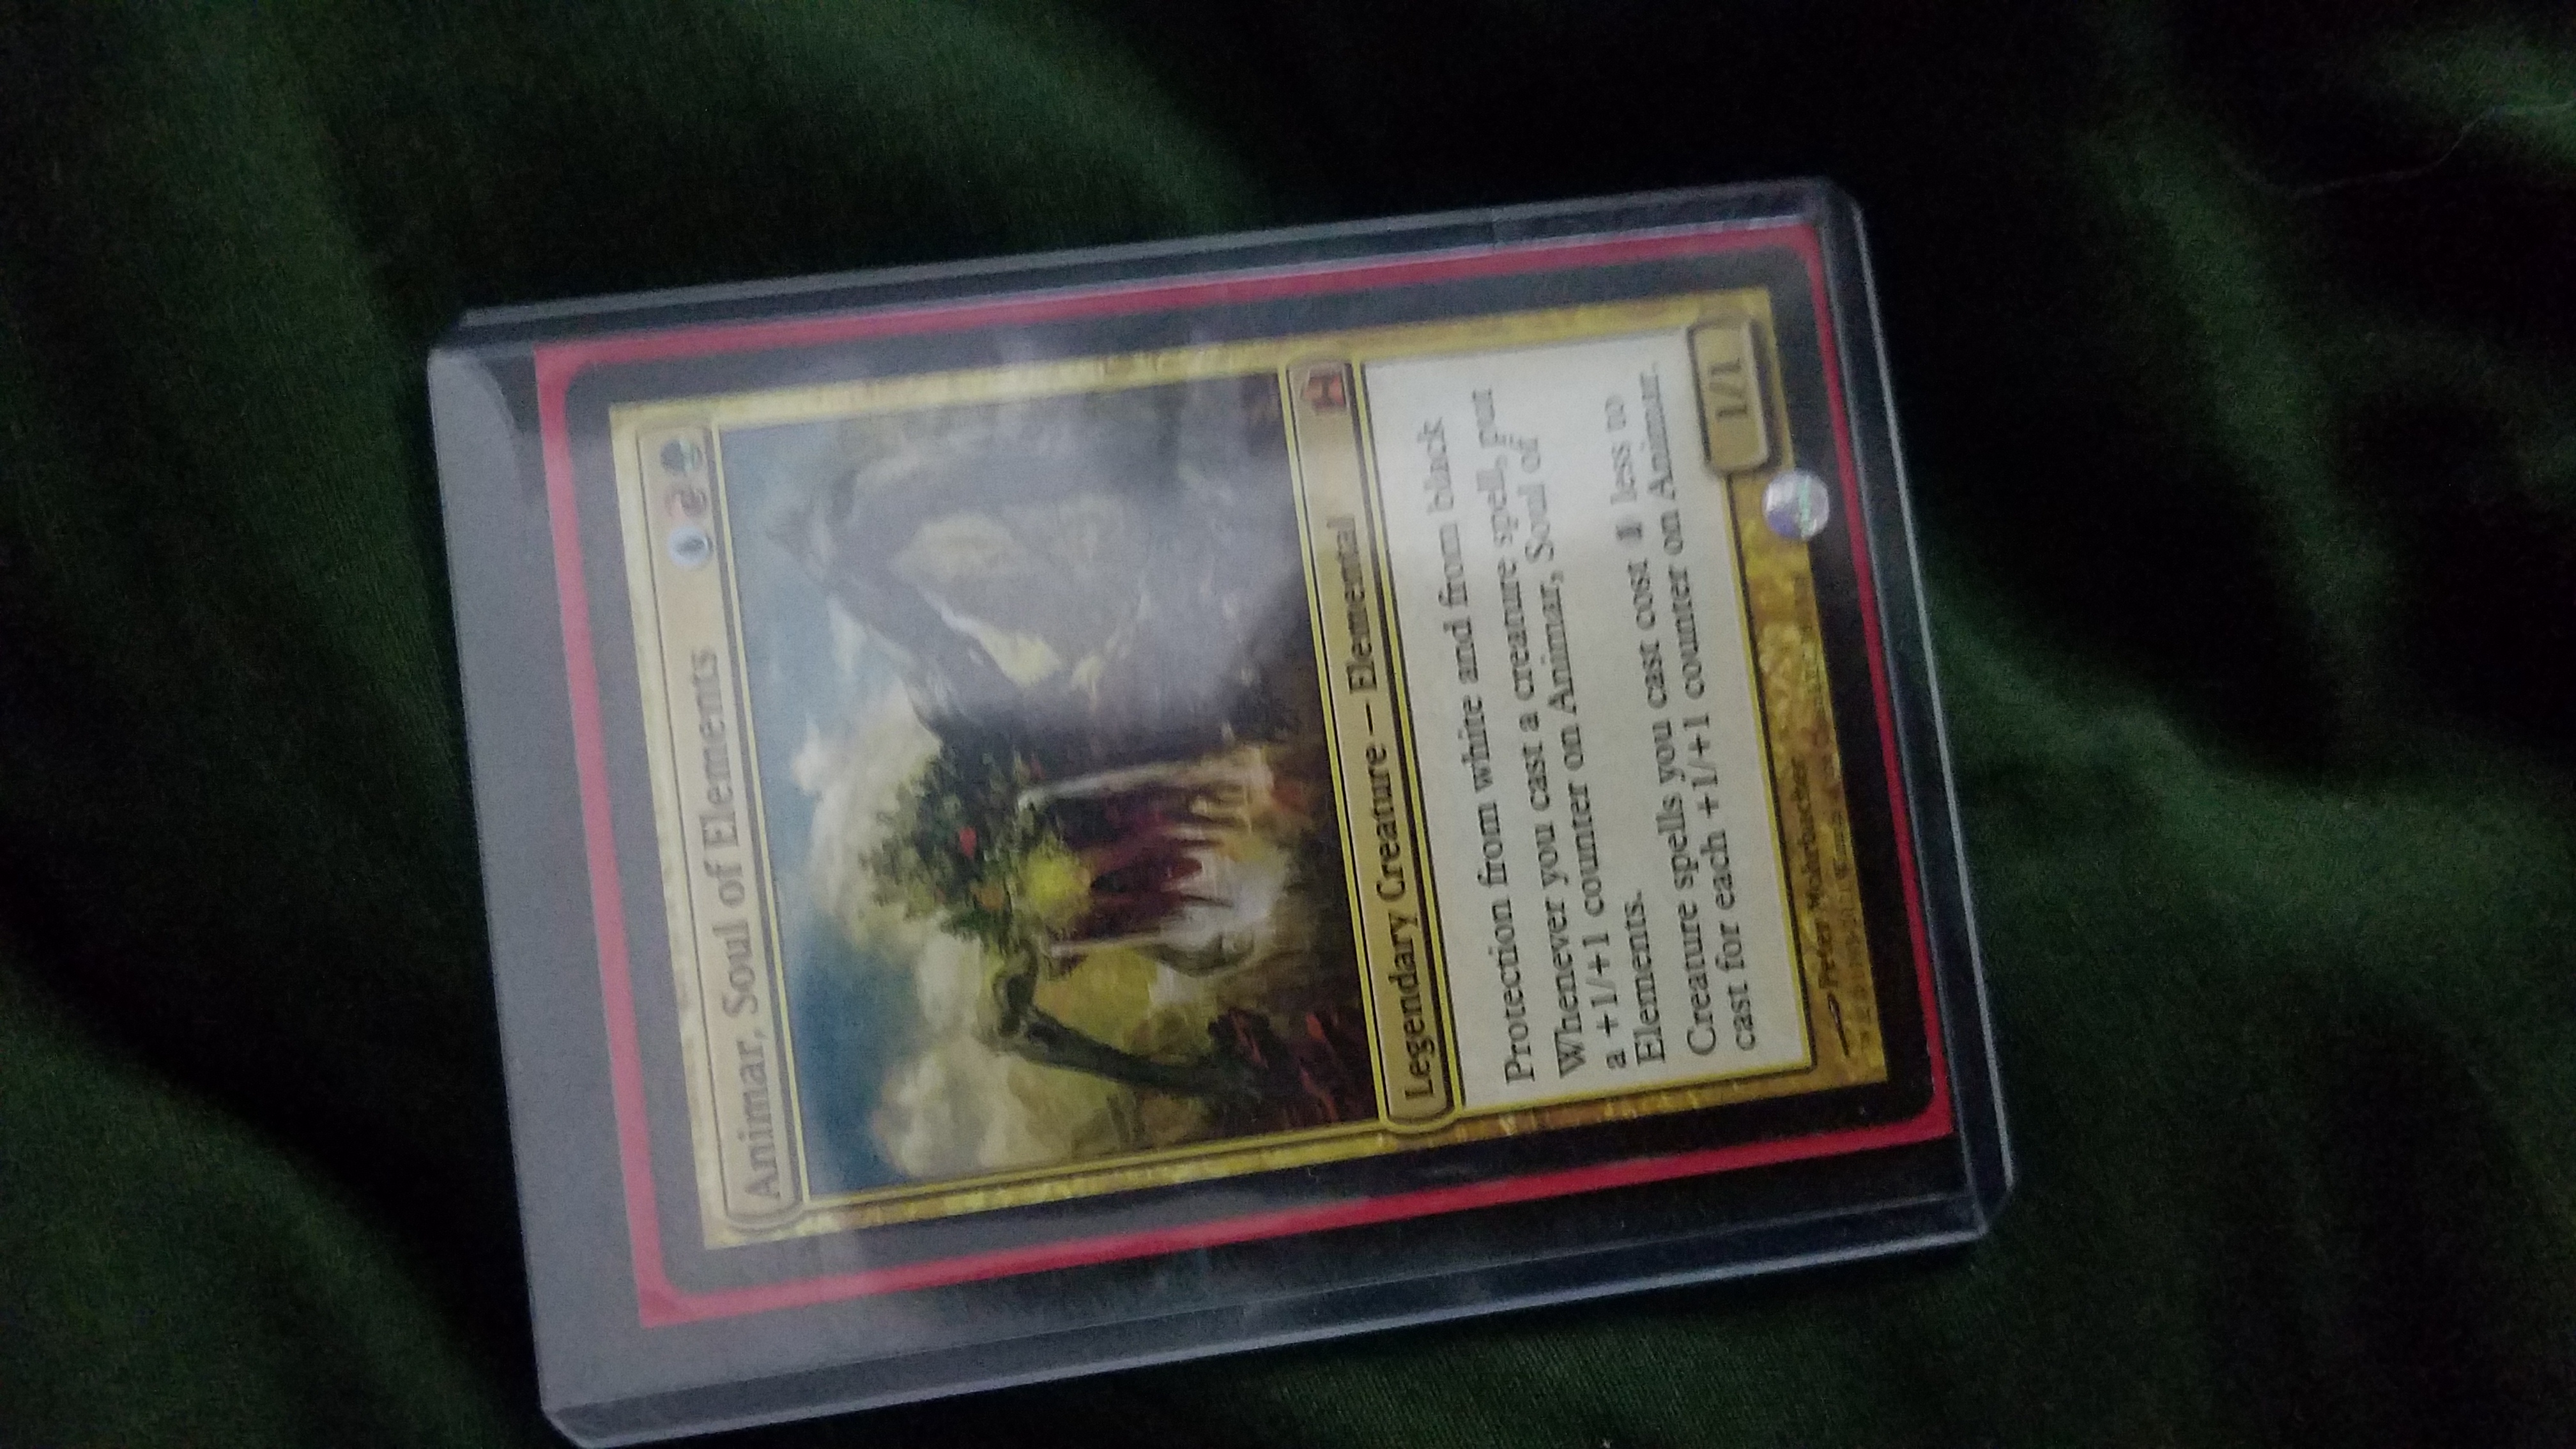 Animar, Soul of Elements
Legendary Creature — Elemental
Protection from white and from black
Whenever you cast a creature spell, put
a +1/+1 counter on Animar, Soul of
Elements.
Creature spells you cast cost 1 less to
cast for each +1/+1 counter on Animar.
1/1
Peter Mohrbacher